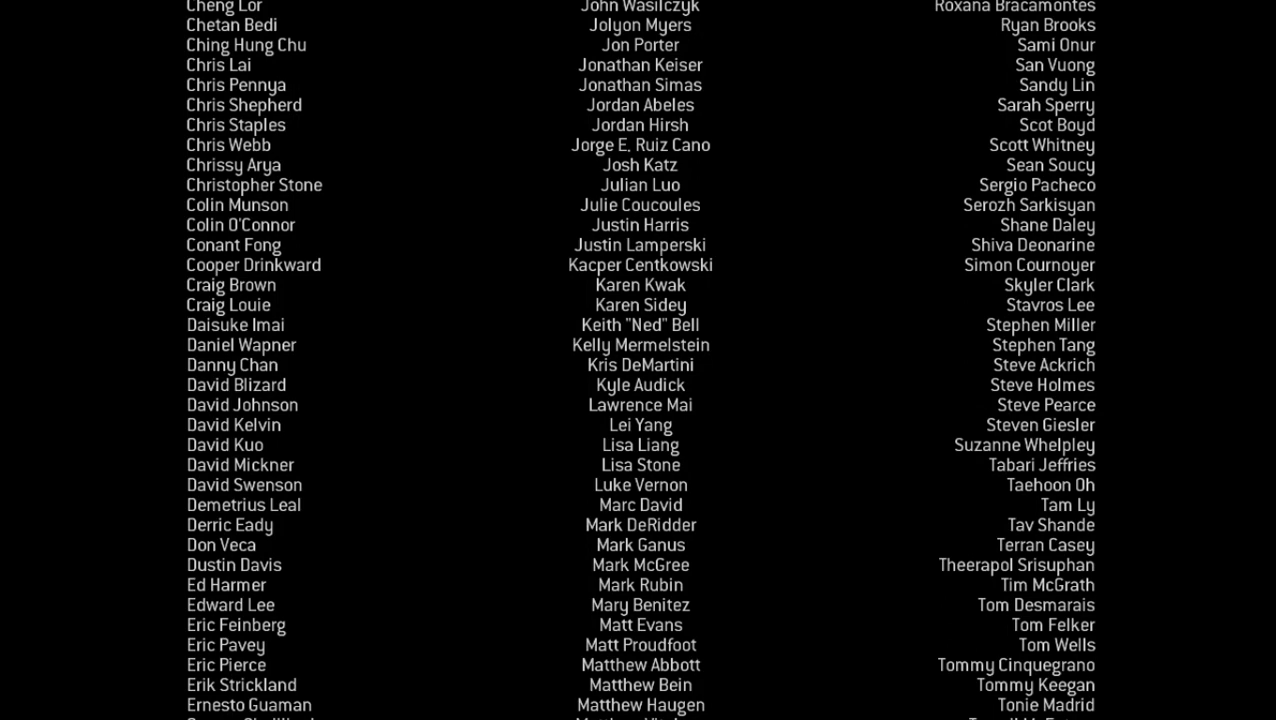 Cheng Lor
Chetan Bedi
Ching Hung Chu
Chris Lai
Chris Pennya
Chris Shepherd
Chris Staples
Chris Webb
Chrissy Arya
Christopher Stone
Colin Munson
Colin O'Connor
Conant Fong
Cooper Drinkward
Craig Brown
Craig Louie
Daisuke Imai
Daniel Wapner
Danny Chan
David Blizard
David Johnson
David Kelvin
David Kuo
David Mickner
David Swenson
Demetrius Leal
Derric Eady
Don Veca
Dustin Davis
Ed Harmer
Edward Lee
Eric Feinberg
Eric Pavey
Eric Pierce
Erik Strickland
Ernesto Guaman
John Wasilczyk
Jolyon Myers
Jon Porter
Jonathan Keiser
Jonathan Simas
Jordan Abeles
Jordan Hirsh
Jorge E. Ruiz Cano
Josh Katz
Julian Luo
Julie Coucoules
Justin Harris
Justin Lamperski
Kacper Centkowski
Karen Kwak
Karen Sidey
Keith "Ned" Bell
Kelly Mermelstein
Kris DeMartini
Kyle Audick
Lawrence Mai
Lei Yang
Lisa Liang
Lisa Stone
Luke Vernon
Marc David
Mark DeRidder
Mark Ganus
Mark McGree
Mark Rubin
Mary Benitez
Matt Evans
Matt Proudfoot
Matthew Abbott
Matthew Bein
Matthew Haugen
Roxana Bracamontes
Ryan Brooks
Sami Onur
San Vuong
Sandy Lin
Sarah Sperry
Scot Boyd
Scott Whitney
Sean Soucy
Sergio Pacheco
Serozh Sarkisyan
Shane Daley
Shiva Deonarine
Simon Cournoyer
Skyler Clark
Stavros Lee
Stephen Miller
Stephen Tang
Steve Ackrich
Steve Holmes
Steve Pearce
Steven Giesler
Suzanne Whelpley
Tabari Jeffries
Taehoon Oh
Tam Ly
Tav Shande
Terran Casey
Theerapol Srisuphan
Tim McGrath
Tom Desmarais
Tom Felker
Tom Wells
Tommy Cinquegrano
Tommy Keegan
Tonie Madrid